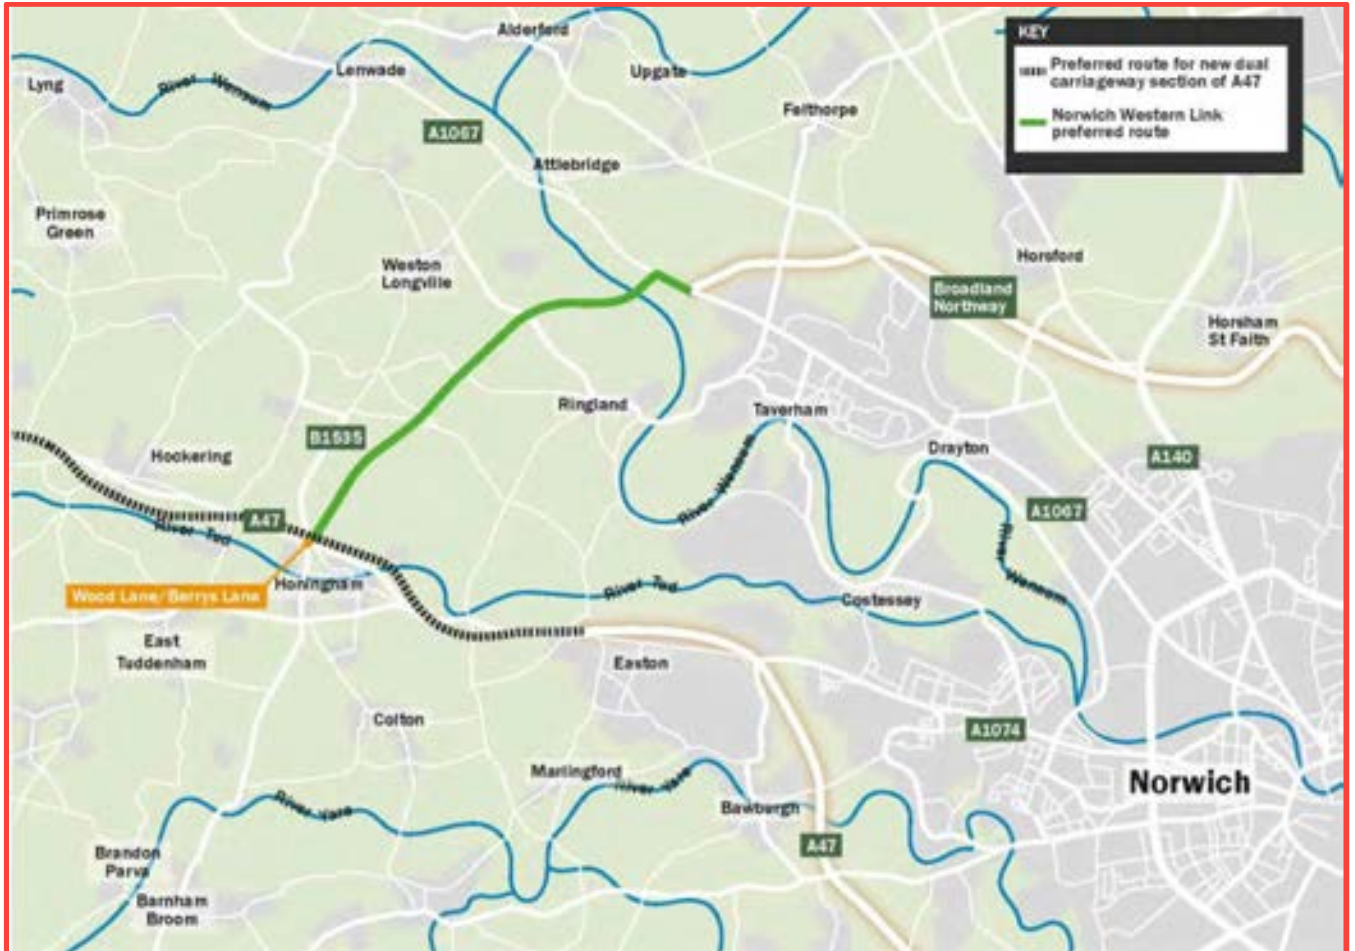 KEY
Preferred route for new dual
carriageway section of A47
Norwich Western Link
preferred route
Alderford
Lenwade
Upgate
Lyng
River Wensum
Felthorpe
A1067
Attlebridge
Primrose
Green
Weston
Longville
Horsford
Broadland
Northway
Horsham
St Faith
Ringland
Taverham
B1535
Hockering
Drayton
A140
River Wensum
A47
A1067
River Tud
River Wensum
Honingham
River Tud
Wood Lane/Berrys Lane
Costessey
East
Tuddenham
Easton
Colton
A1074
Marlingford
River Yare
Norwich
River Yare
Bawburgh
A47
Brandon
Parva
Barnham
Broom